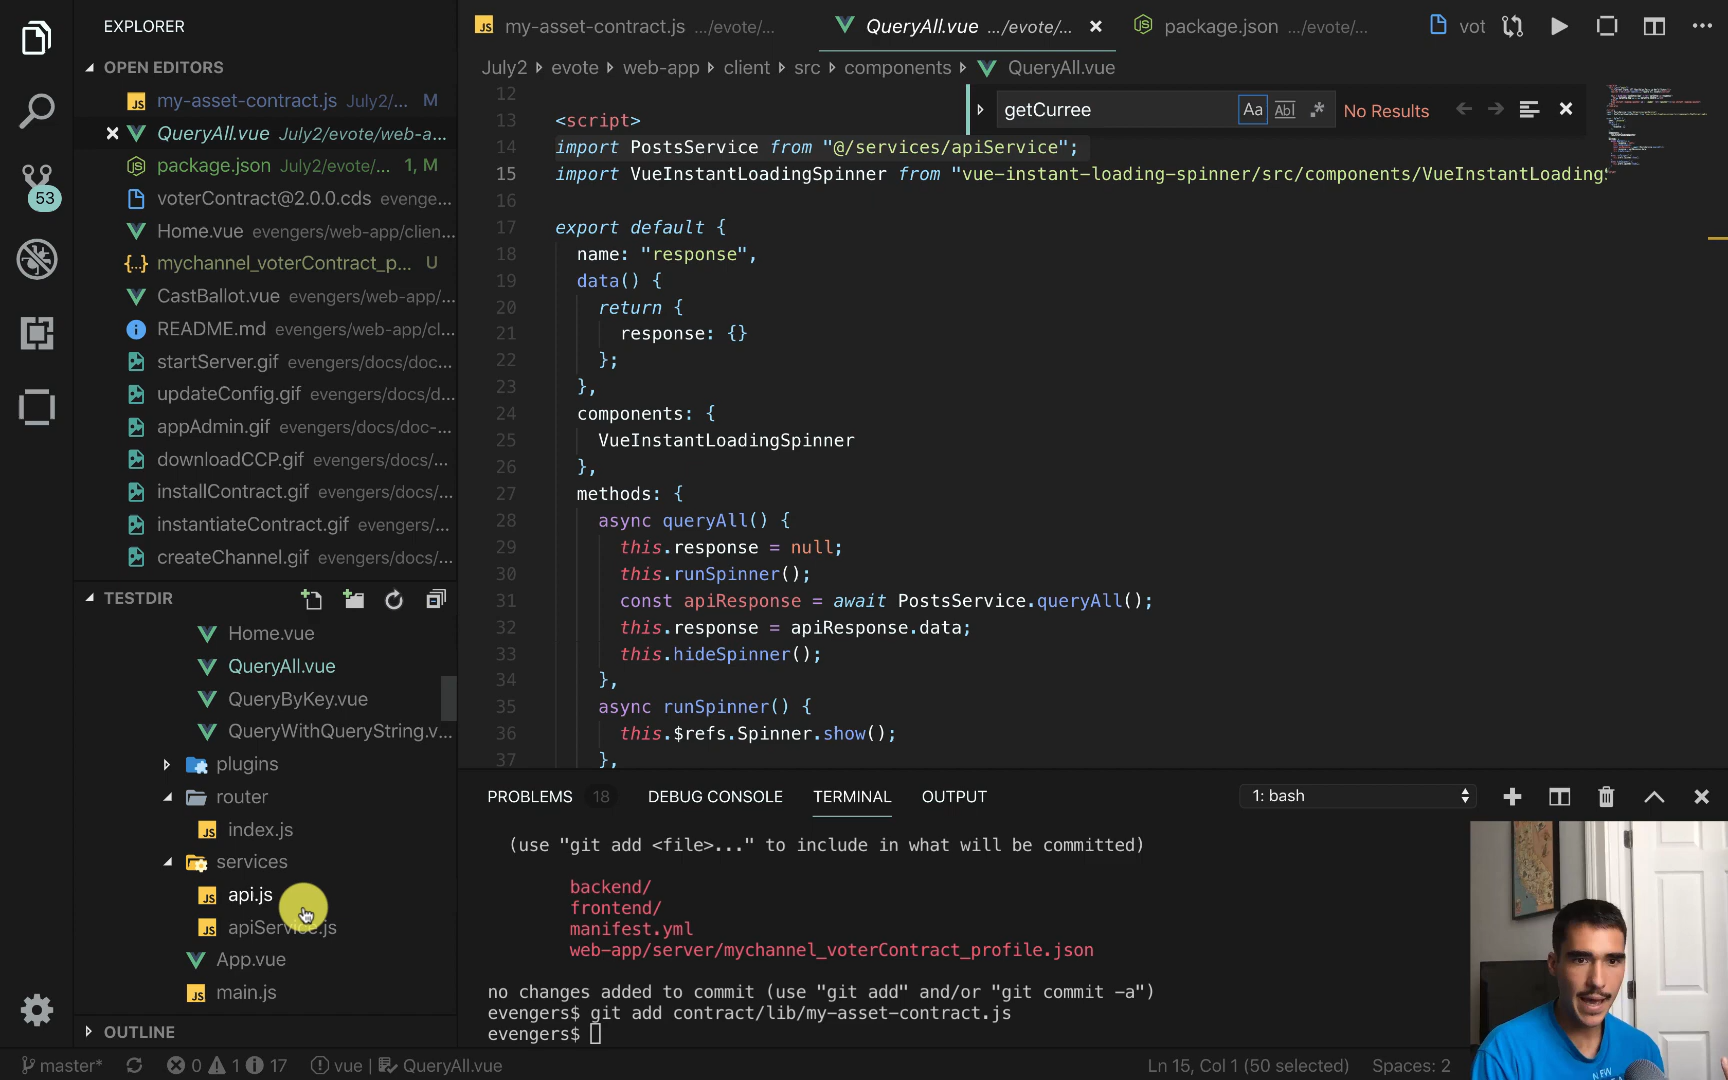 EXPLORER
OPEN EDITORS
my-asset-contract.js July2/... M
QueryAll.vue July2/evote/web-a...
package.json July2/evote/... 1, M
voterContract@2.0.0.cds evenge...
Home.vue evengers/web-app/clien...
mychannel_voterContract_p... U
CastBallot.vue evengers/web-app/...
README.md evengers/web-app/cl...
startServer.gif evengers/docs/doc...
updateConfig.gif evengers/docs/d...
appAdmin.gif evengers/docs/doc-...
downloadCCP.gif evengers/docs/...
installContract.gif evengers/docs/...
instantiateContract.gif evengers/...
createChannel.gif evengers/docs/...
TESTDIR
Home.vue
QueryAll.vue
QueryByKey.vue
QueryWithQueryString.v...
plugins
router
index.js
services
api.js
apiService.js
App.vue
main.js
OUTLINE
53
my-asset-contract.js .../evote/...
QueryAll.vue .../evote/...
package.json .../evote/...
vot
July2 evote web-app client src components QueryAll.vue
getCurree Aa Abl .* No Results
12
13 <script>
14 import PostsService from "@/services/apiService";
15 import VueInstantLoadingSpinner from "vue-instant-loading-spinner/src/components/VueInstantLoading
16
17 export default {
18 name: "response",
19 data() {
20 return {
21 response: {}
22 };
23 },
24 components: {
25 VueInstantLoadingSpinner
26 },
27 methods: {
28 async queryAll() {
29 this.response = null;
30 this.runSpinner();
31 const apiResponse = await PostsService.queryAll();
32 this.response = apiResponse.data;
33 this.hideSpinner();
34 },
35 async runSpinner() {
36 this.$refs.Spinner.show();
37 },
PROBLEMS 18 DEBUG CONSOLE TERMINAL OUTPUT 1: bash
(use "git add <file>..." to include in what will be committed)
backend/
frontend/
manifest.yml
web-app/server/mychannel_voterContract_profile.json
no changes added to commit (use "git add" and/or "git commit -a")
evengers$ git add contract/lib/my-asset-contract.js
evengers$
NEW
master* 0 1 17 vue | QueryAll.vue Ln 15, Col 1 (50 selected) Spaces: 2